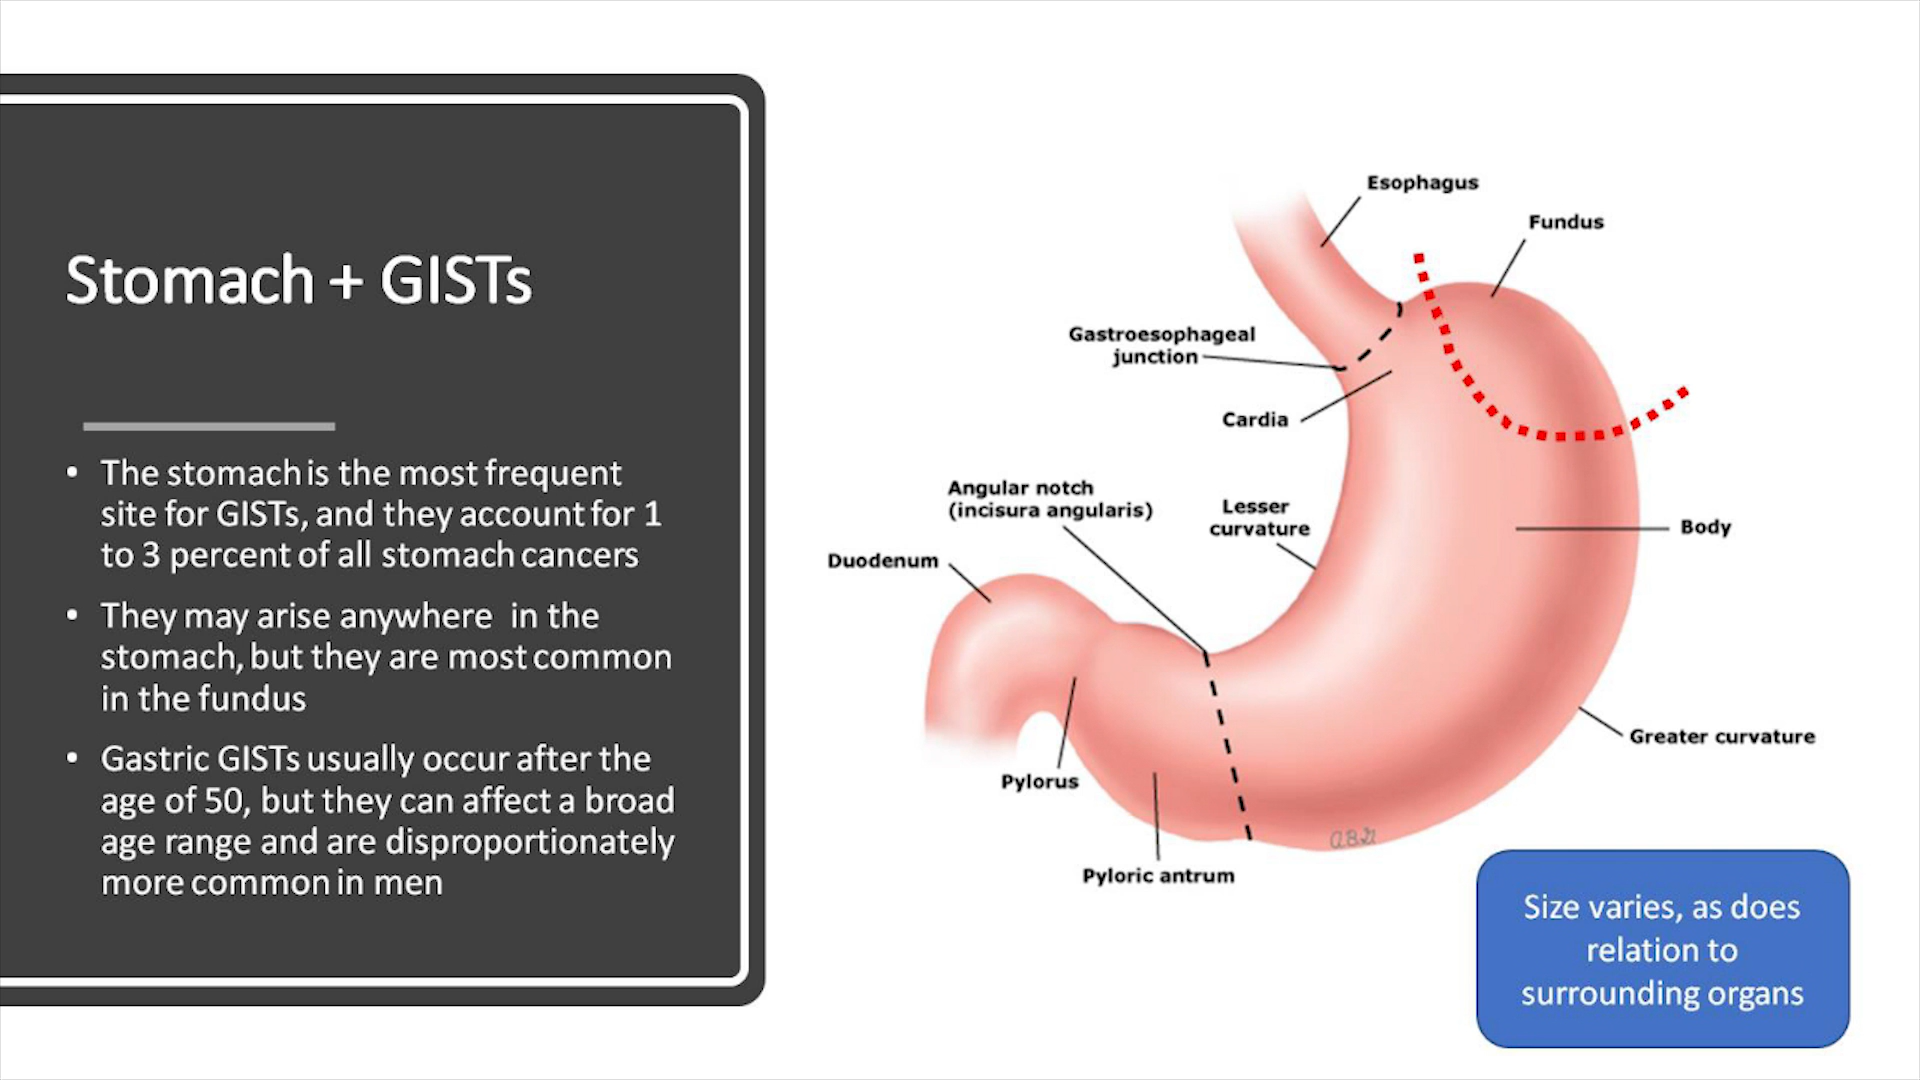 Stomach + GISTs
• The stomach is the most frequent
site for GISTs, and they account for 1
to 3 percent of all stomach cancers
• They may arise anywhere in the
stomach, but they are most common
in the fundus
• Gastric GISTs usually occur after the
age of 50, but they can affect a broad
age range and are disproportionately
more common in men
Esophagus
Fundus
Gastroesophageal
junction
Cardia
Angular notch
(incisura angularis)
Lesser
curvature
Body
Duodenum
Greater curvature
Pylorus
Pyloric antrum
Size varies, as does
relation to
surrounding organs